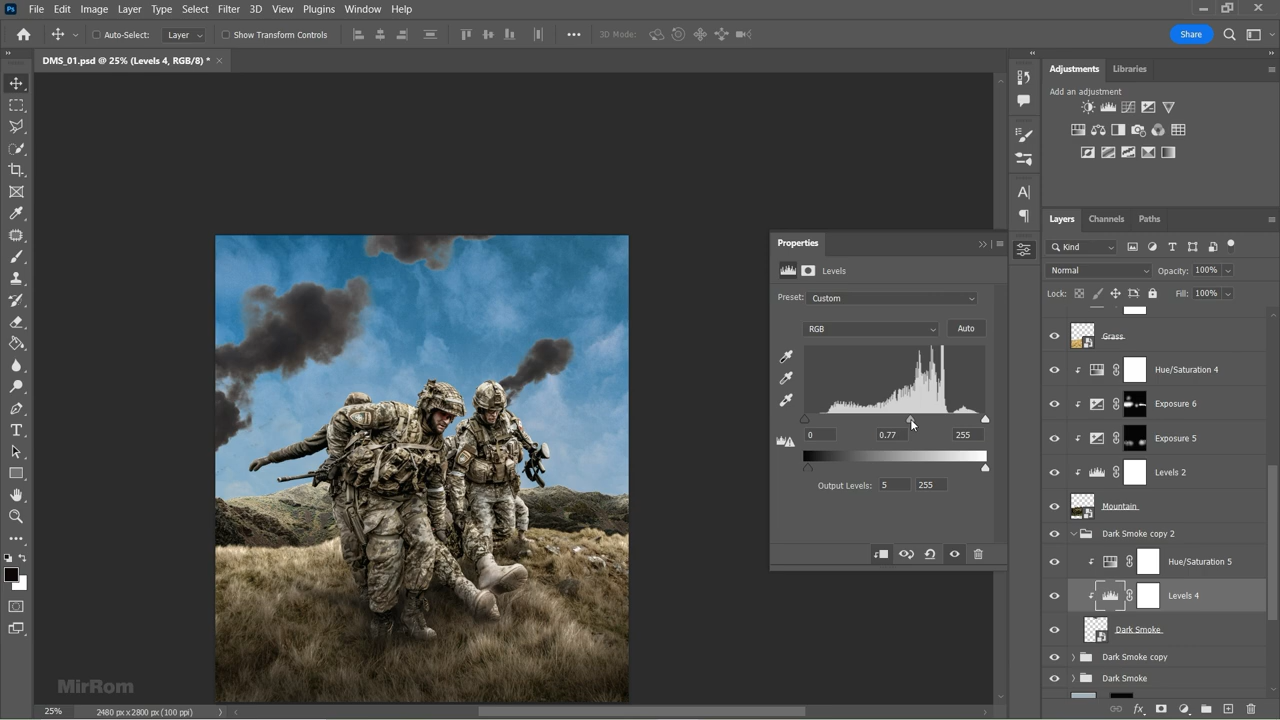 Ps File Edit Image Layer Type Select Filter 3D View Plugins Window Help
Auto-Select: Layer Show Transform Controls 3D Mode: Share
DMS_01.psd @ 25% (Levels 4, RGB/8) * ×
Adjustments Libraries
Add an adjustment
Layers Channels Paths
Kind
Normal Opacity: 100%
Lock: Fill: 100%
Grass
Hue/Saturation 4
Exposure 6
Exposure 5
Levels 2
Mountain
Dark Smoke copy 2
Hue/Saturation 5
Levels 4
Dark Smoke
Dark Smoke copy
Dark Smoke
Properties
Levels
Preset: Custom
RGB Auto
0 0.77 255
Output Levels: 5 255
MirRom
25% 2480 px x 2800 px (100 ppi)